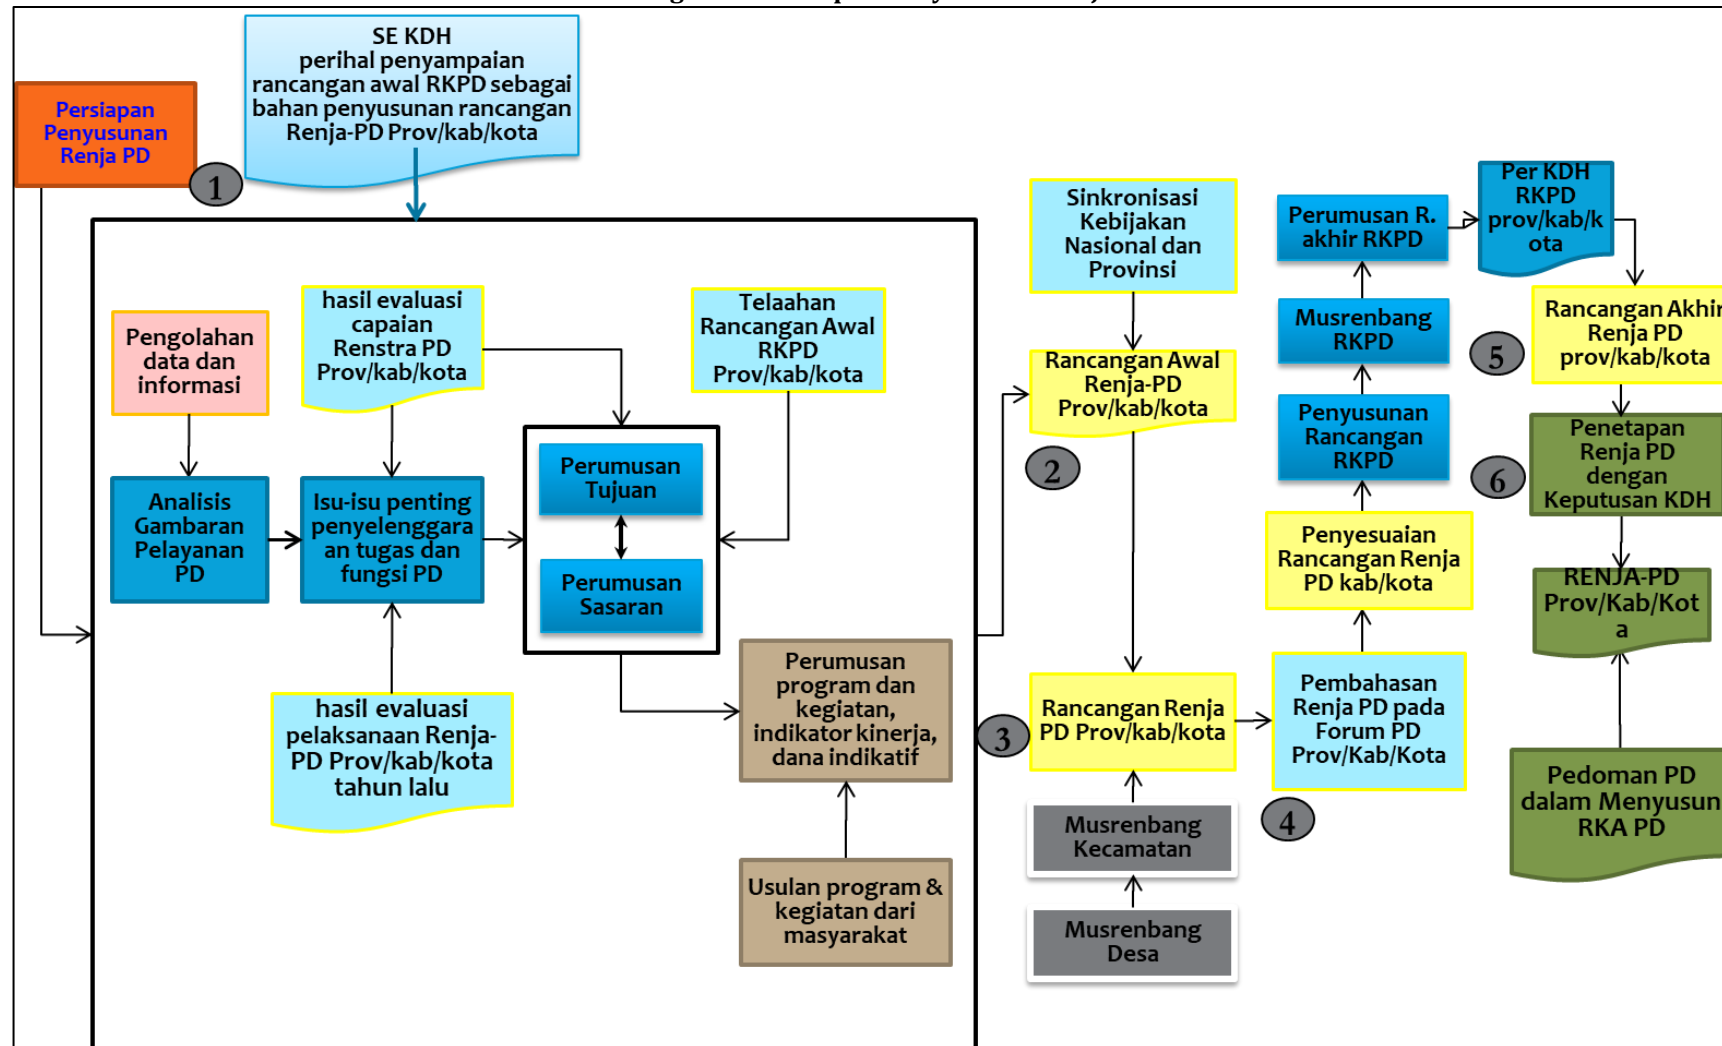 SE KDH
perihal penyampaian
rancangan awal RKPD sebagai
bahan penyusunan rancangan
Renja-PD Prov/kab/kota
Persiapan
Penyusunan
Renja PD
1
Pengolahan
data dan
informasi
hasil evaluasi
capaian
Renstra PD
Prov/kab/kota
Telaahan
Rancangan Awal
RKPD
Prov/kab/kota
Analisis
Gambaran
Pelayanan
PD
Isu-isu penting
penyelenggara
an tugas dan
fungsi PD
Perumusan
Tujuan
Perumusan
Sasaran
hasil evaluasi
pelaksanaan Renja-
PD Prov/kab/kota
tahun lalu
Perumusan
program dan
kegiatan,
indikator kinerja,
dana indikatif
Usulan program &
kegiatan dari
masyarakat
Sinkronisasi
Kebijakan
Nasional dan
Provinsi
Rancangan Awal
Renja-PD
Prov/kab/kota
2
Rancangan Renja
PD Prov/kab/kota
3
Musrenbang
Kecamatan
Musrenbang
Desa
Perumusan R.
akhir RKPD
Musrenbang
RKPD
Penyusunan
Rancangan
RKPD
Penyesuaian
Rancangan Renja
PD kab/kota
Pembahasan
Renja PD pada
Forum PD
Prov/Kab/Kota
4
Per KDH
RKPD
prov/kab/k
ota
Rancangan Akhir
Renja PD
prov/kab/kota
5
Penetapan
Renja PD
dengan
Keputusan KDH
6
RENJA-PD
Prov/Kab/Kot
a
Pedoman PD
dalam Menyusun
RKA PD